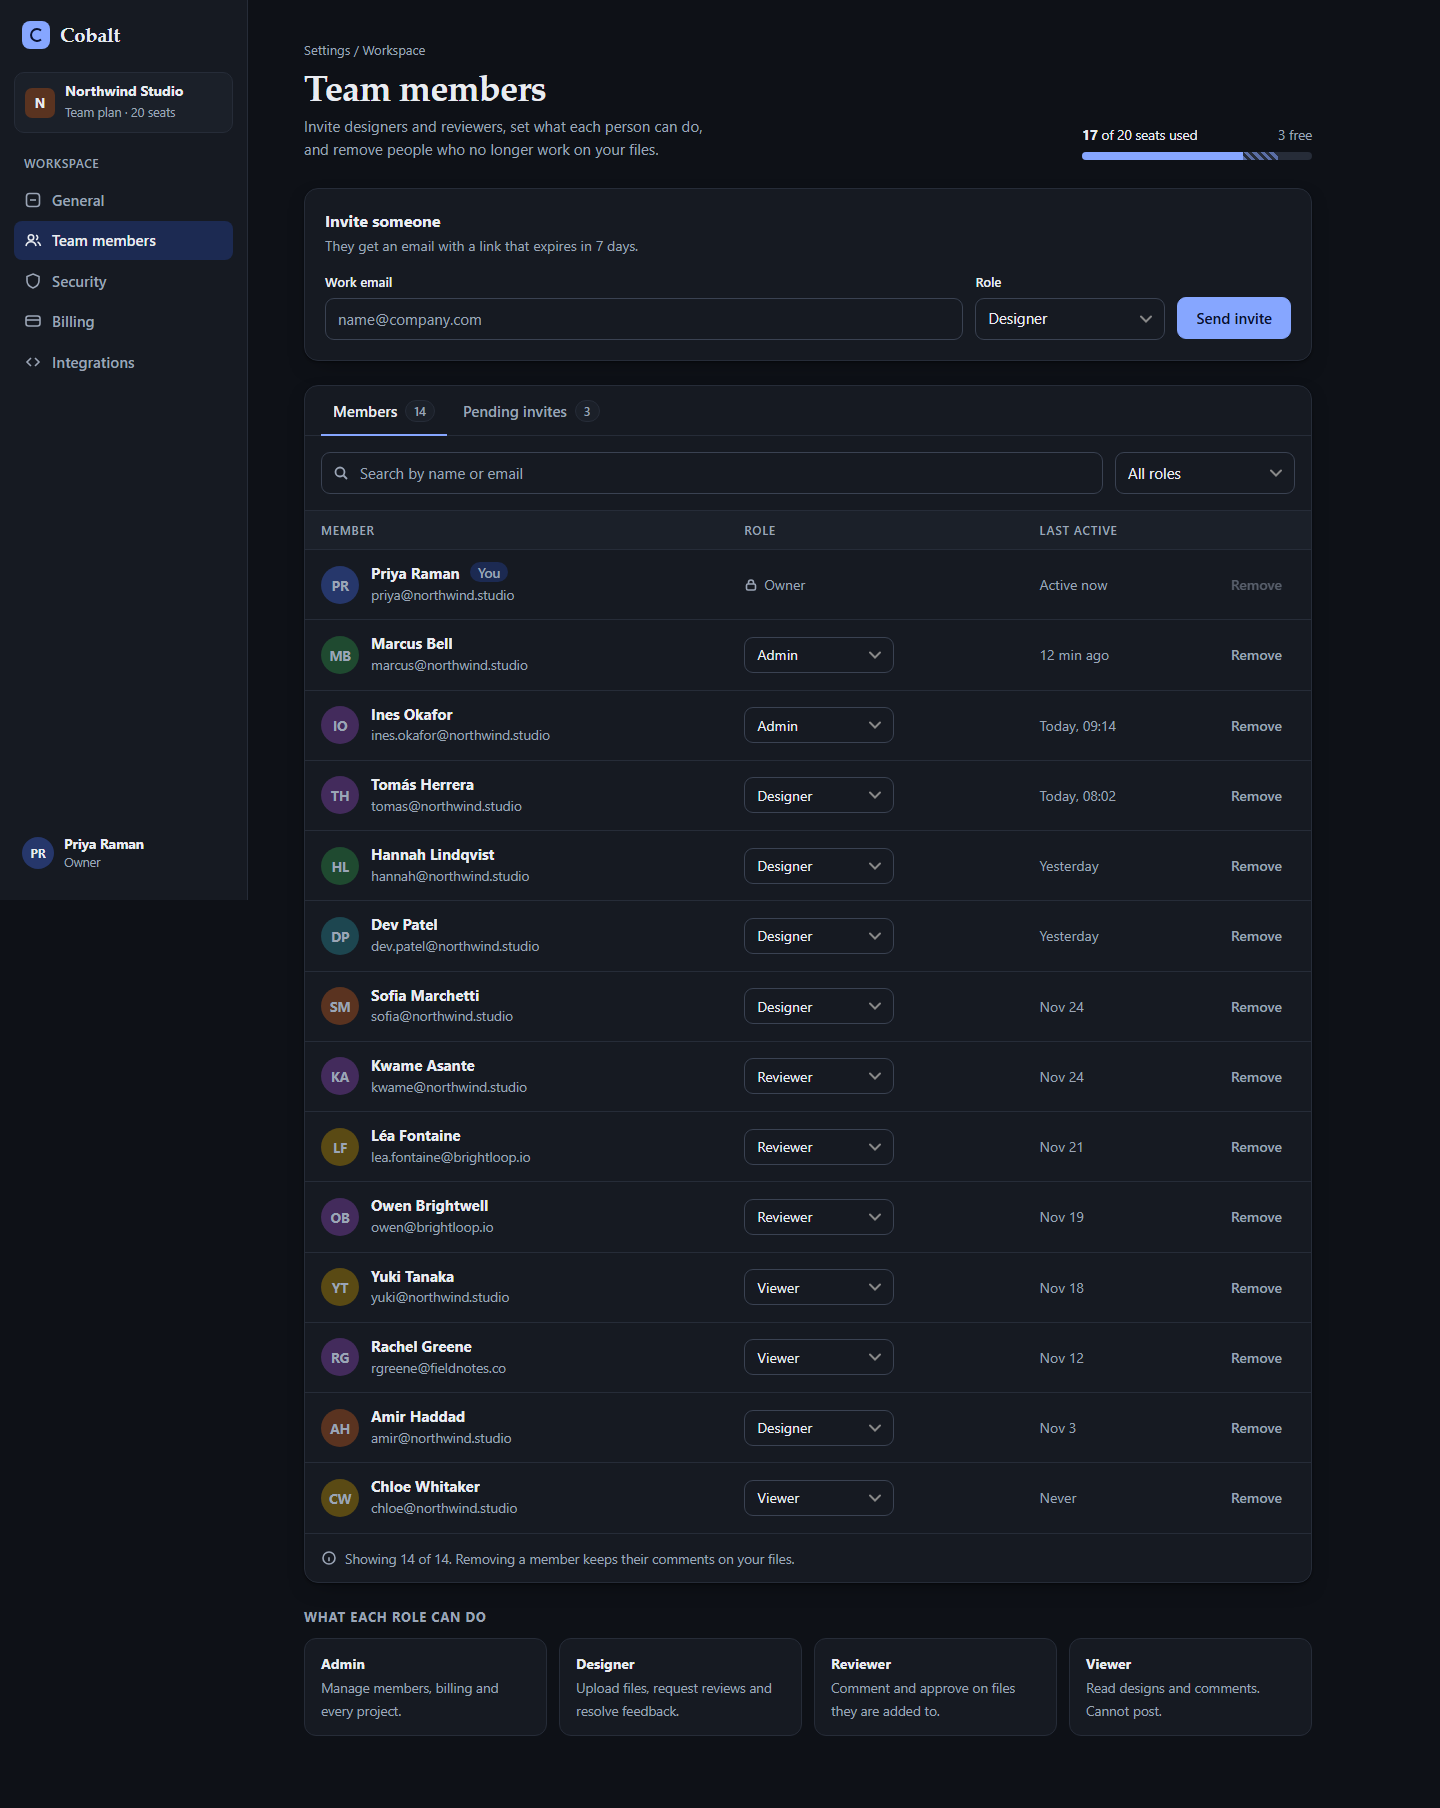 C Cobalt
N Northwind Studio
Team plan · 20 seats
WORKSPACE
General
Team members
Security
Billing
Integrations
PR Priya Raman
Owner
Settings / Workspace
Team members
Invite designers and reviewers, set what each person can do,
and remove people who no longer work on your files.
17 of 20 seats used 3 free
Invite someone
They get an email with a link that expires in 7 days.
Work email Role
name@company.com Designer Send invite
Members 14 Pending invites 3
Search by name or email All roles
MEMBER ROLE LAST ACTIVE
PR Priya Raman You Owner Active now Remove
priya@northwind.studio
MB Marcus Bell Admin 12 min ago Remove
marcus@northwind.studio
IO Ines Okafor Admin Today, 09:14 Remove
ines.okafor@northwind.studio
TH Tomás Herrera Designer Today, 08:02 Remove
tomas@northwind.studio
HL Hannah Lindqvist Designer Yesterday Remove
hannah@northwind.studio
DP Dev Patel Designer Yesterday Remove
dev.patel@northwind.studio
SM Sofia Marchetti Designer Nov 24 Remove
sofia@northwind.studio
KA Kwame Asante Reviewer Nov 24 Remove
kwame@northwind.studio
LF Léa Fontaine Reviewer Nov 21 Remove
lea.fontaine@brightloop.io
OB Owen Brightwell Reviewer Nov 19 Remove
owen@brightloop.io
YT Yuki Tanaka Viewer Nov 18 Remove
yuki@northwind.studio
RG Rachel Greene Viewer Nov 12 Remove
rgreene@fieldnotes.co
AH Amir Haddad Designer Nov 3 Remove
amir@northwind.studio
CW Chloe Whitaker Viewer Never Remove
chloe@northwind.studio
Showing 14 of 14. Removing a member keeps their comments on your files.
WHAT EACH ROLE CAN DO
Admin
Manage members, billing and
every project.
Designer
Upload files, request reviews and
resolve feedback.
Reviewer
Comment and approve on files
they are added to.
Viewer
Read designs and comments.
Cannot post.